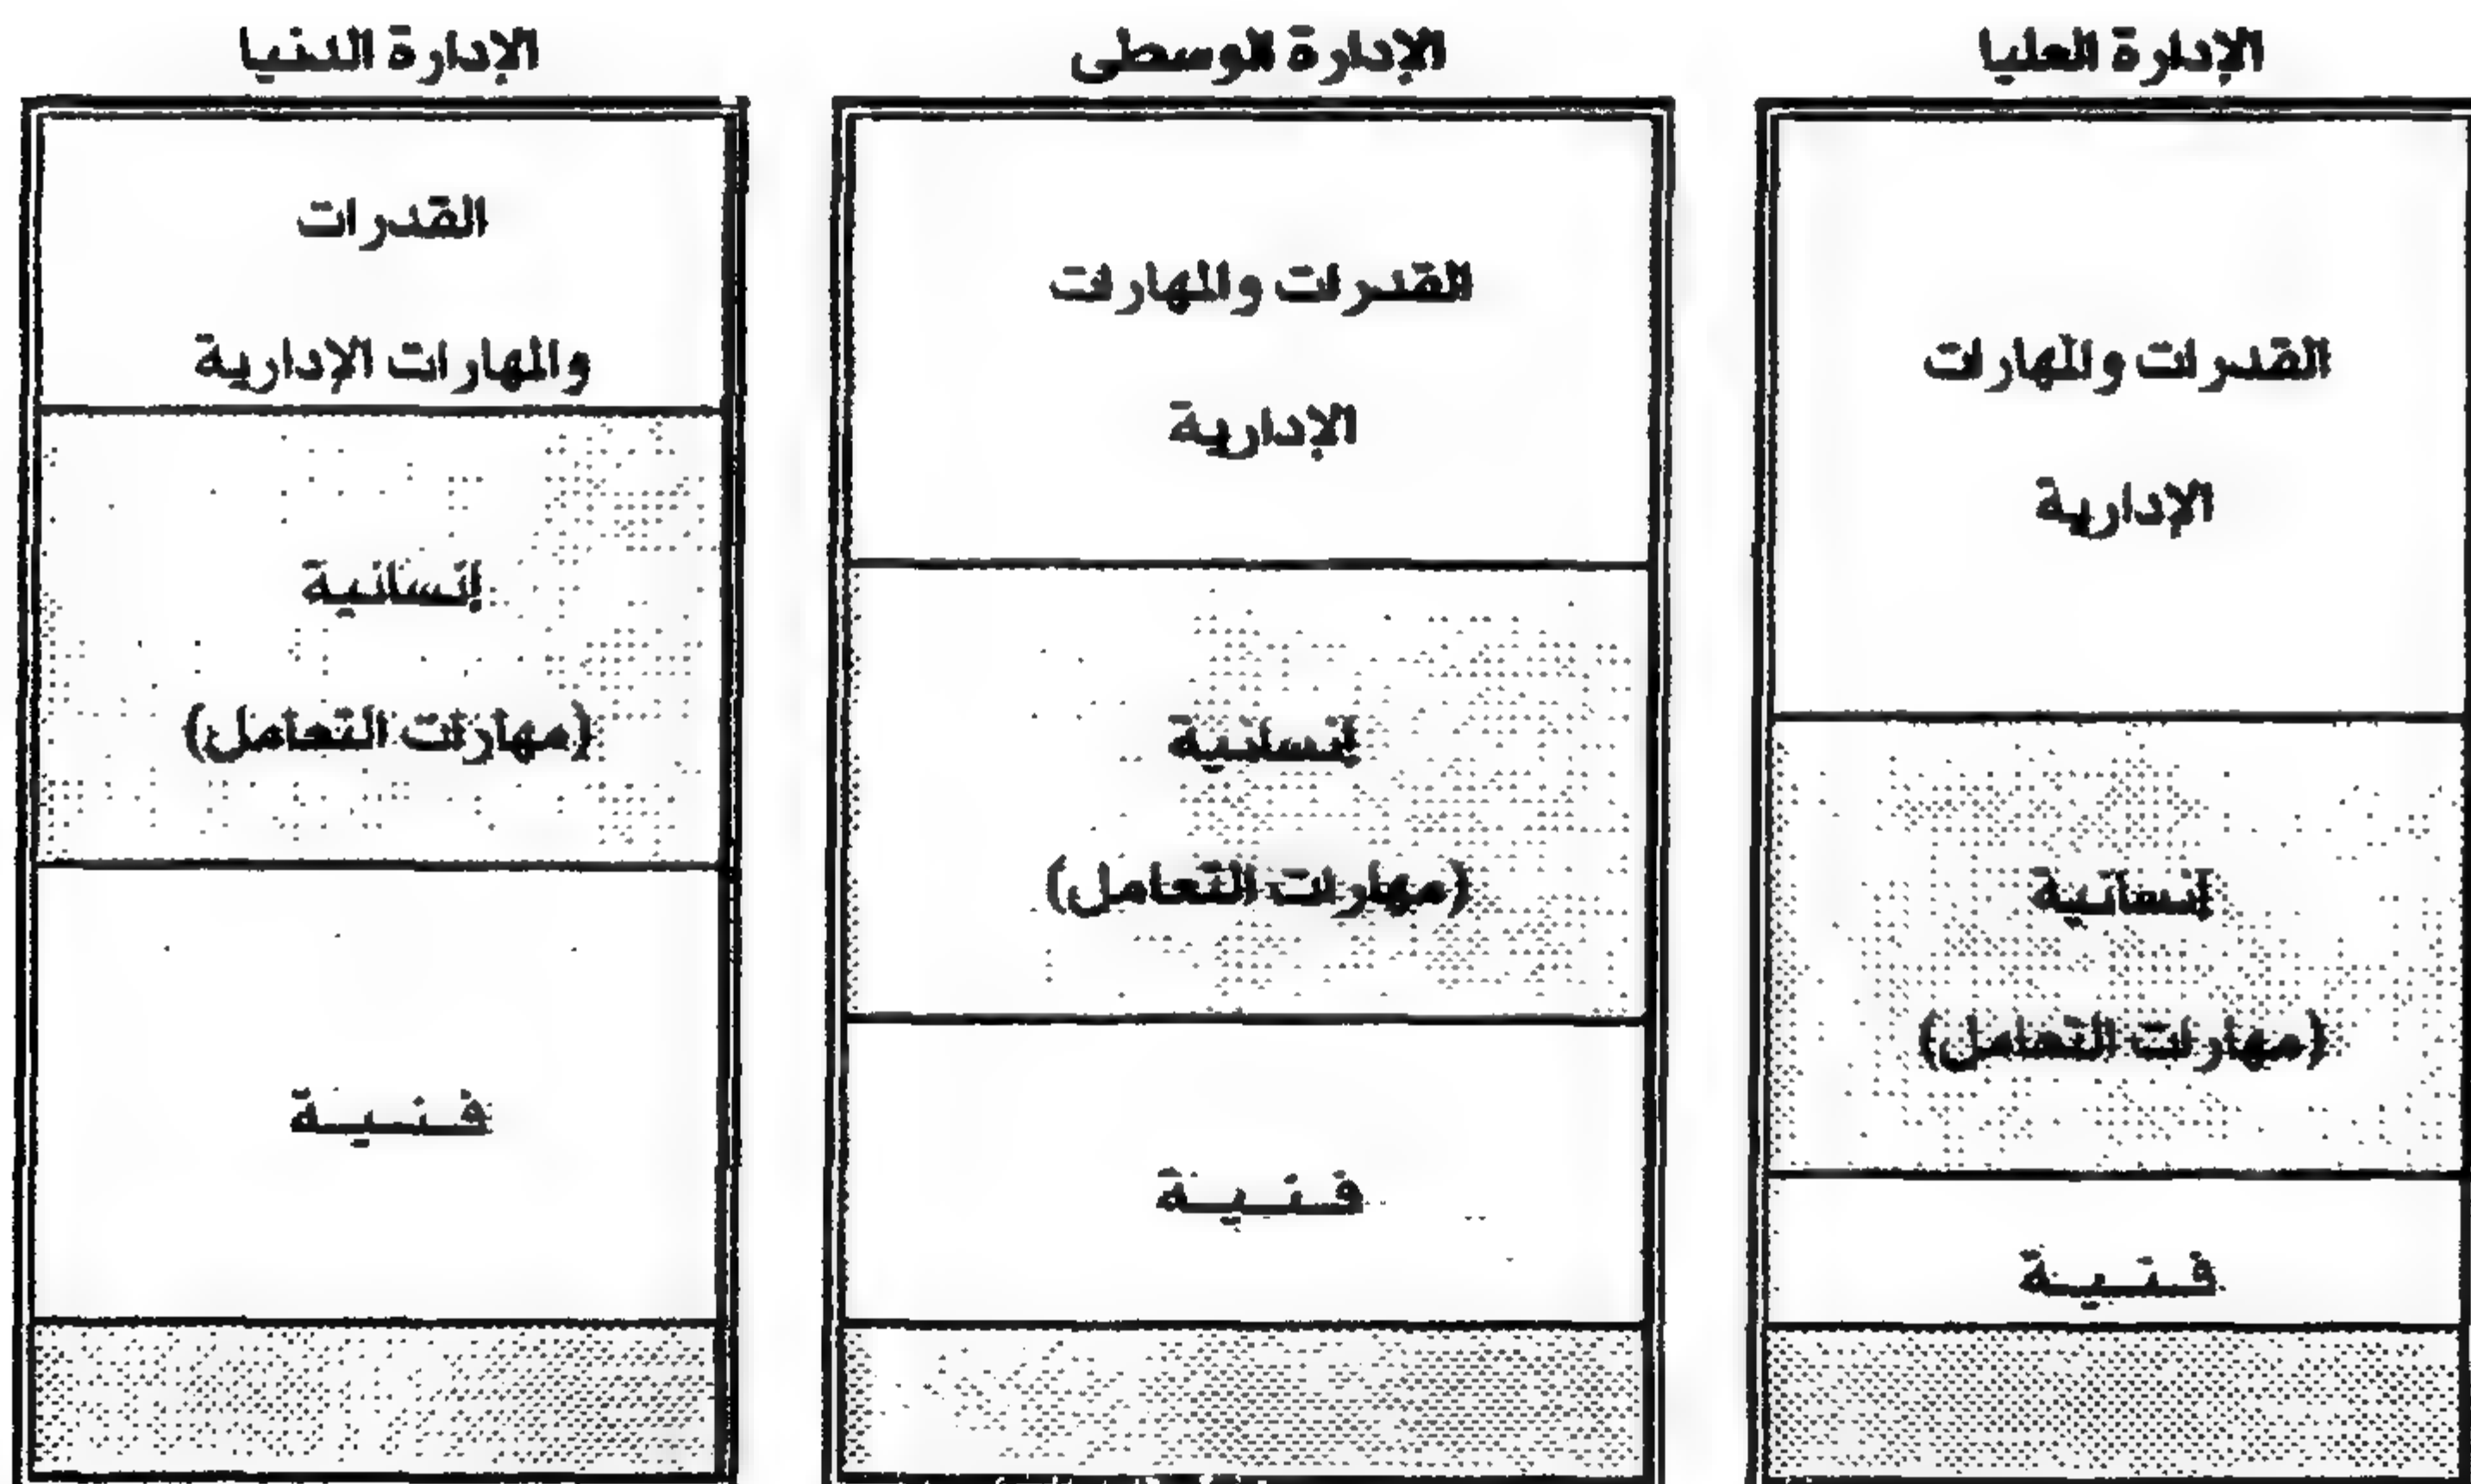 الإدارة العليا
القدرات والمهارات
الإدارية
إنسانية
(مهارات التعامل)
فنية
الإدارة الوسطى
القدرات والمهارات
الإدارية
إنسانية
(مهارات التعامل)
فنية
الإدارة الدنيا
القدرات
والمهارات الإدارية
إنسانية
(مهارات التعامل)
فنية